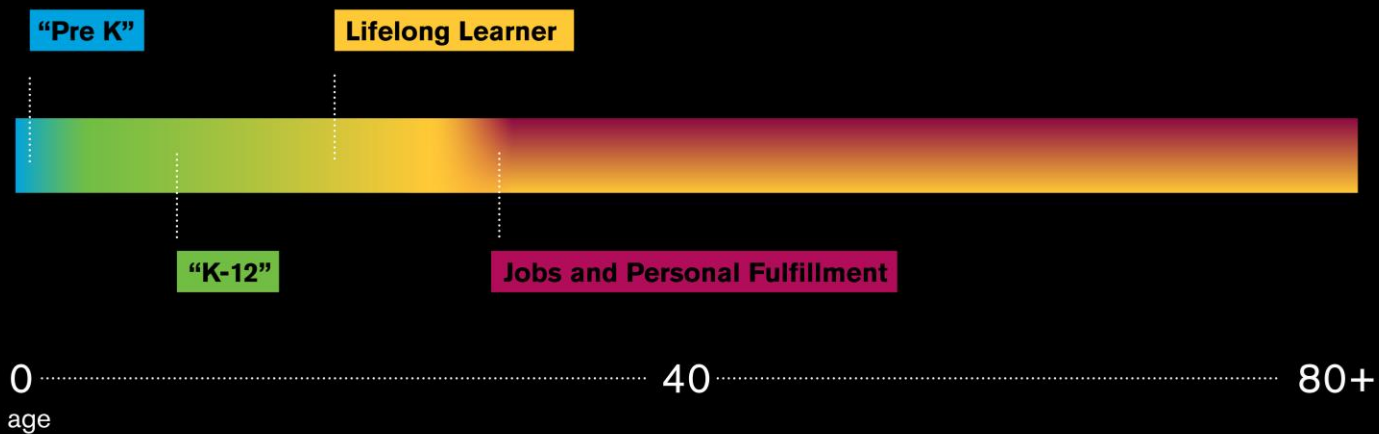 “Pre K”
Lifelong Learner
“K-12”
Jobs and Personal Fulfillment
0
40
80+
age